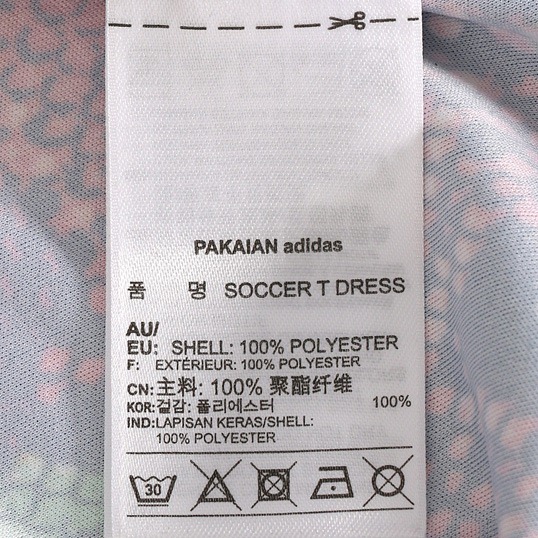 PAKAIAN adidas
품 명 SOCCER T DRESS
AU/
EU: SHELL: 100% POLYESTER
F: EXTÉRIEUR: 100% POLYESTER
CN: 主料: 100% 聚酯纤维
KOR: 겉감: 폴리에스터 100%
IND: LAPISAN KERAS/SHELL:
100% POLYESTER
30